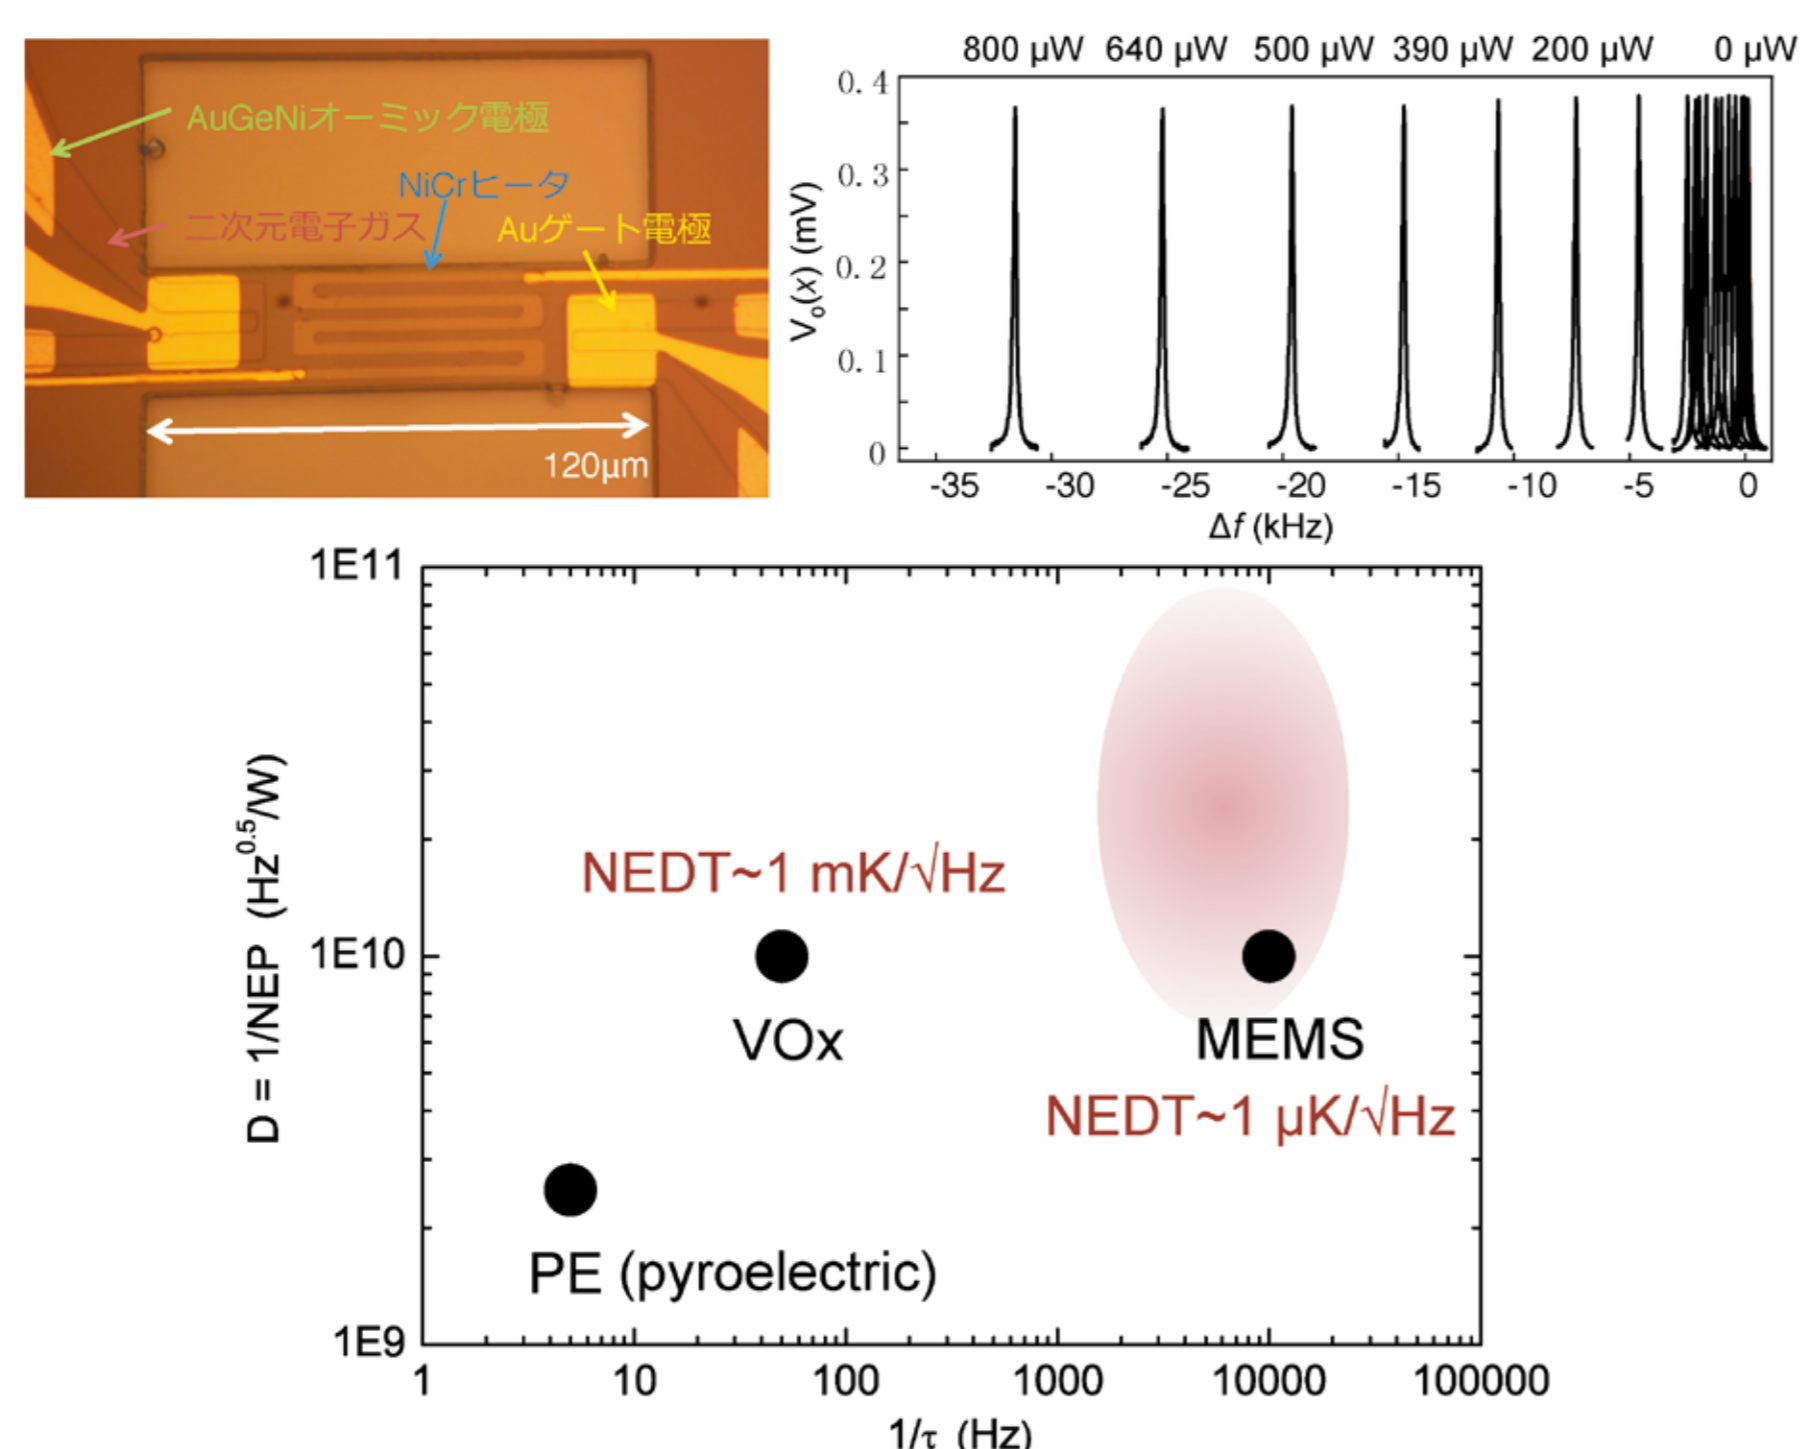 AuGeNiオーミック電極
NiCrヒータ
二次元電子ガス
Auゲート電極
120µm
800 µW 640 µW 500 µW 390 µW 200 µW 0 µW
0.4
0.3
0.2
0.1
0
V₀(x) (mV)
-35 -30 -25 -20 -15 -10 -5 0
Δf (kHz)
1E11
1E10
1E9
D = 1/NEP (Hz^0.5/W)
NEDT~1 mK/√Hz
VOx
MEMS
NEDT~1 µK/√Hz
PE (pyroelectric)
1 10 100 1000 10000 100000
1/τ (Hz)